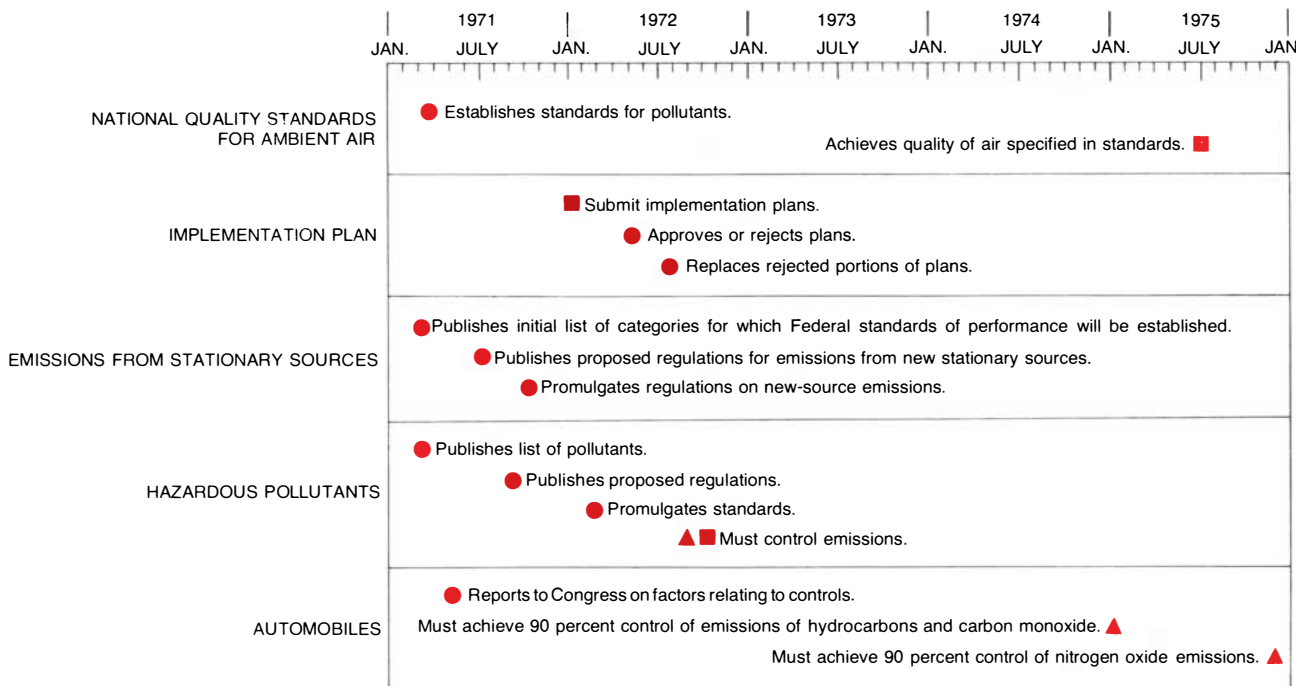 1971 1972 1973 1974 1975
JAN. JULY JAN. JULY JAN. JULY JAN. JULY JAN. JULY JAN
NATIONAL QUALITY STANDARDS
FOR AMBIENT AIR
Establishes standards for pollutants.
Achieves quality of air specified in standards.
IMPLEMENTATION PLAN
Submit implementation plans.
Approves or rejects plans.
Replaces rejected portions of plans.
EMISSIONS FROM STATIONARY SOURCES
Publishes initial list of categories for which Federal standards of performance will be established.
Publishes proposed regulations for emissions from new stationary sources.
Promulgates regulations on new-source emissions.
HAZARDOUS POLLUTANTS
Publishes list of pollutants.
Publishes proposed regulations.
Promulgates standards.
Must control emissions.
AUTOMOBILES
Reports to Congress on factors relating to controls.
Must achieve 90 percent control of emissions of hydrocarbons and carbon monoxide.
Must achieve 90 percent control of nitrogen oxide emissions.